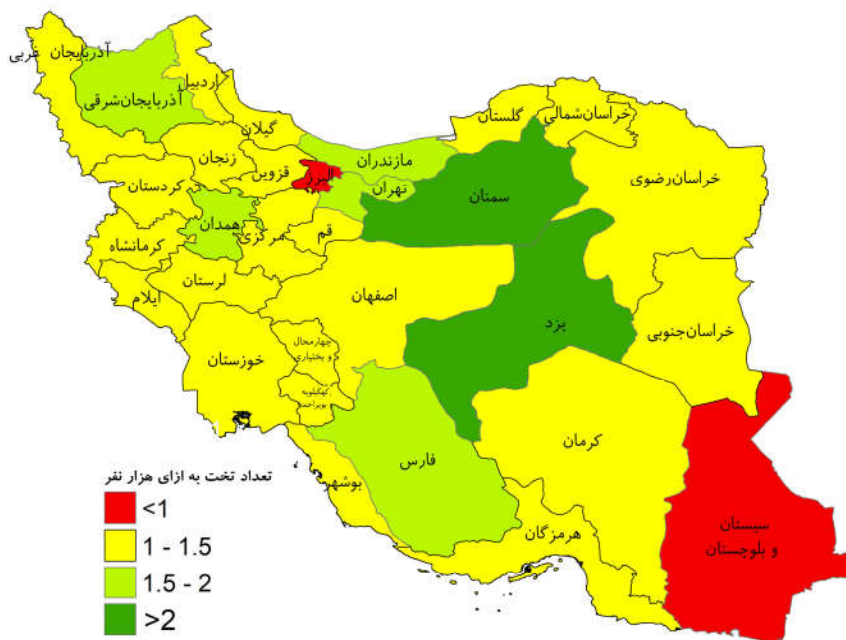 آذربایجان غربی
آذربایجان‌شرقی
اردبیل
گیلان
زنجان
کردستان
قزوین
البرز
مازندران
تهران
گلستان
خراسان‌شمالی
خراسان‌رضوی
سمنان
همدان
کرمانشاه
مرکزی
قم
ایلام
لرستان
اصفهان
یزد
خراسان‌جنوبی
خوزستان
چهارمحال
و بختیاری
کهگیلویه
بویراحمد
فارس
کرمان
بوشهر
هرمزگان
سیستان
و بلوچستان
تعداد تخت به ازای هزار نفر
<1
1 - 1.5
1.5 - 2
>2